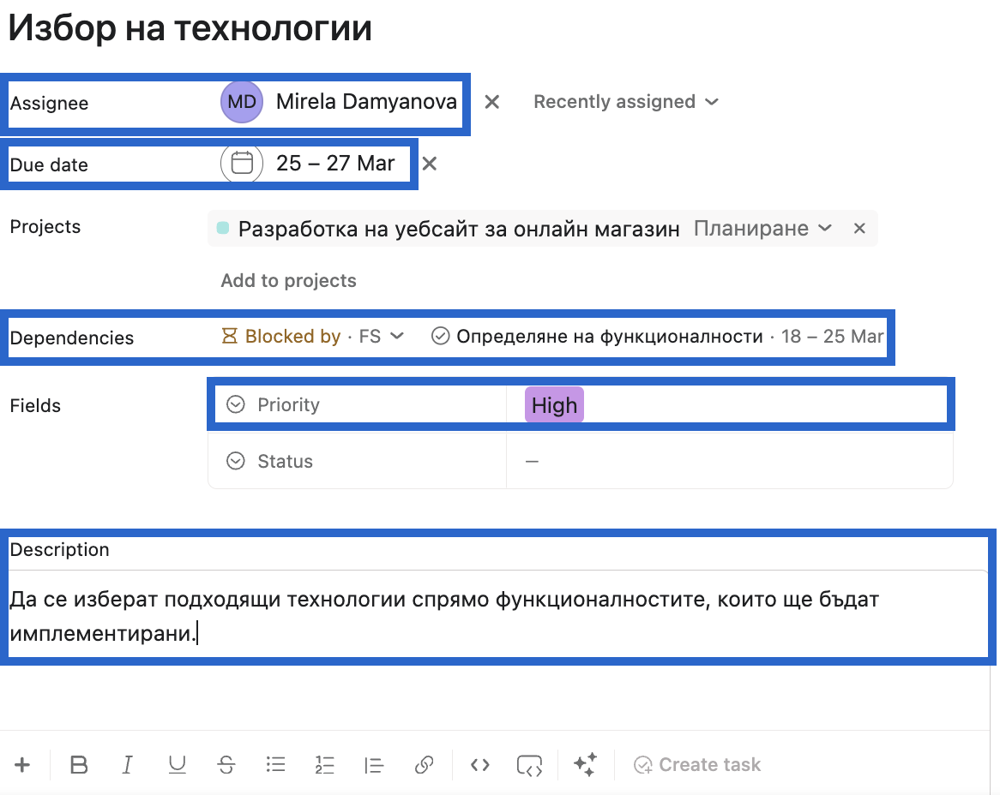 Избор на технологии
Assignee MD Mirela Damyanova × Recently assigned
Due date 25 – 27 Mar ×
Projects Разработка на уебсайт за онлайн магазин Планиране ×
Add to projects
Dependencies Blocked by · FS Определяне на функционалности · 18 – 25 Mar
Fields Priority High
Status —
Description
Да се изберат подходящи технологии спрямо функционалностите, които ще бъдат
имплементирани.
+ B I U S <> Create task